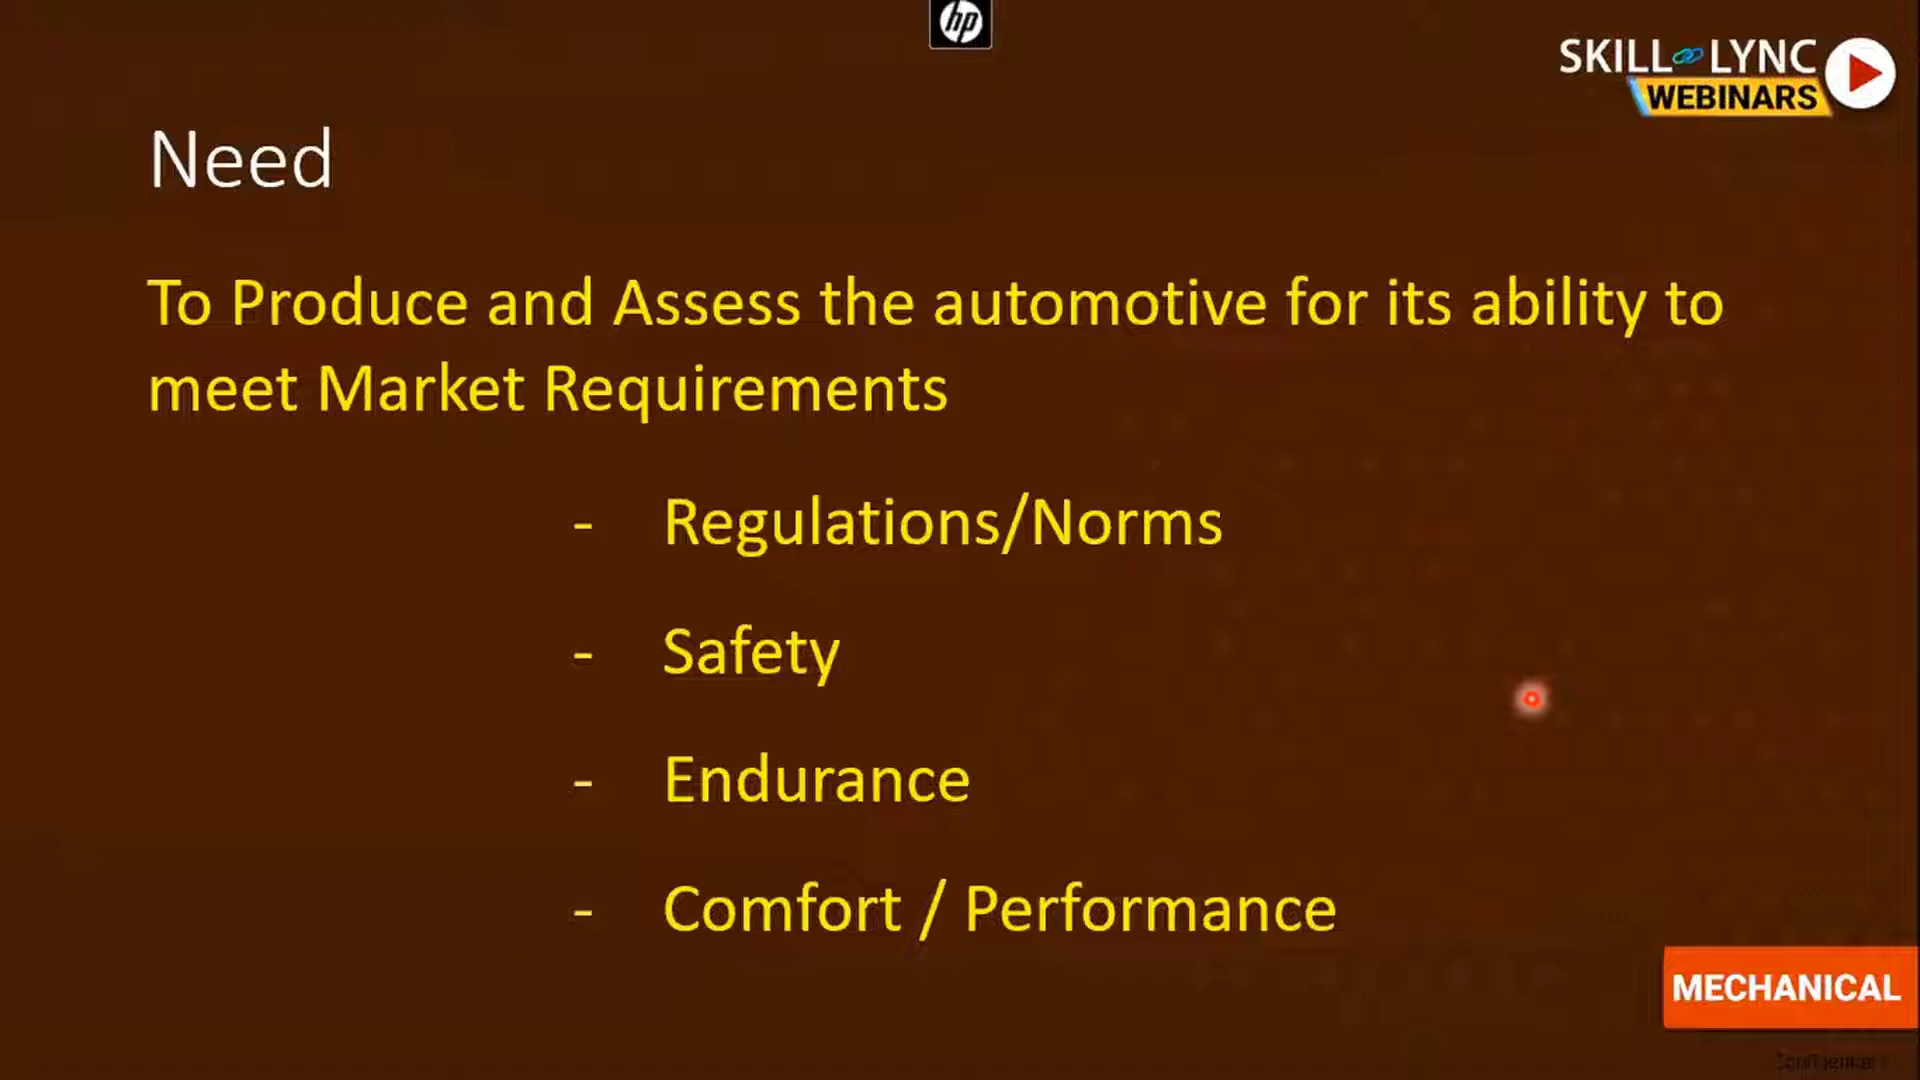 hp
SKILL LYNC
WEBINARS
Need
To Produce and Assess the automotive for its ability to
meet Market Requirements
- Regulations/Norms
- Safety
- Endurance
- Comfort / Performance
MECHANICAL